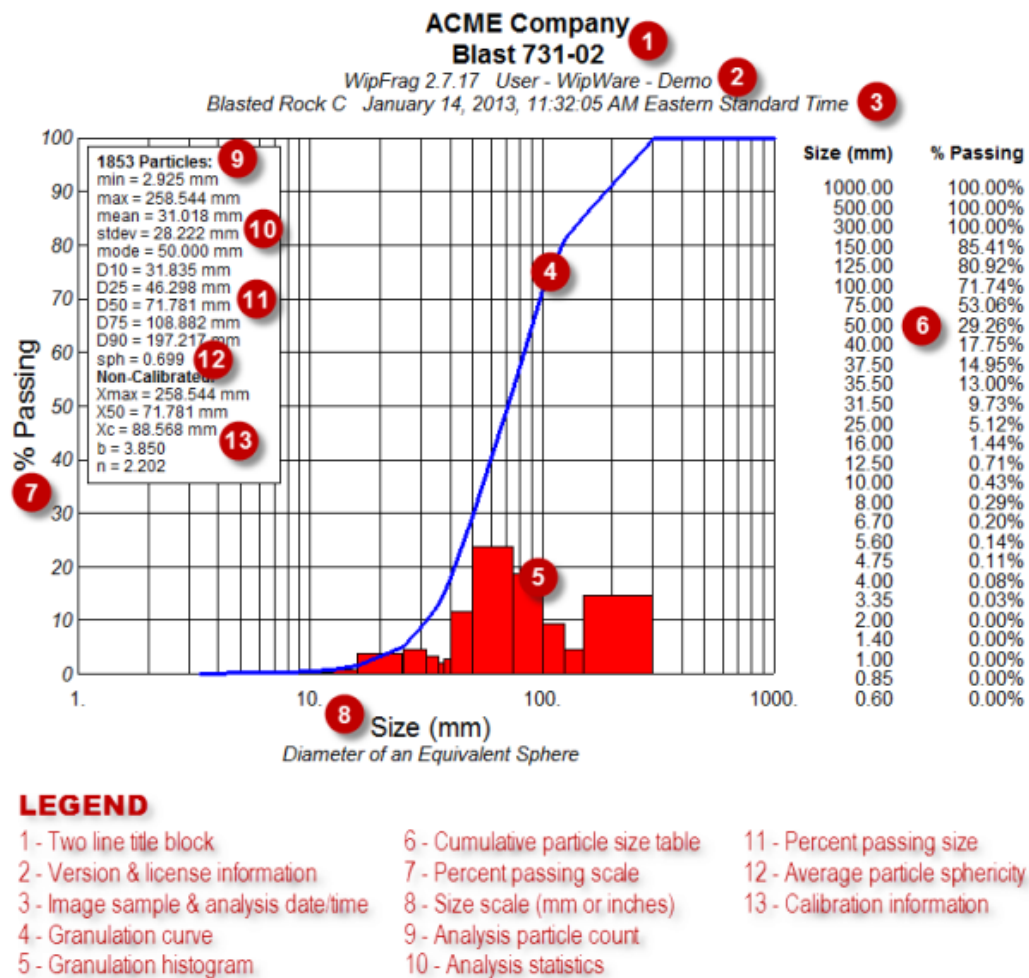 ACME Company
Blast 731-02
1
WipFrag 2.7.17 User - WipWare - Demo
2
Blasted Rock C January 14, 2013, 11:32:05 AM Eastern Standard Time
3
100
90
80
70
60
50
40
30
20
10
0
% Passing
7
1853 Particles:
9
min = 2.925 mm
max = 258.544 mm
mean = 31.018 mm
stdev = 28.222 mm
10
mode = 50.000 mm
D10 = 31.835 mm
D25 = 46.298 mm
D50 = 71.781 mm
11
D75 = 108.882 mm
D90 = 197.217 mm
sph = 0.699
12
Non-Calibrated:
Xmax = 258.544 mm
X50 = 71.781 mm
Xc = 88.568 mm
13
b = 3.850
n = 2.202
4
5
1. 10. 100. 1000.
8
Size (mm)
Diameter of an Equivalent Sphere
Size (mm) % Passing
1000.00 100.00%
500.00 100.00%
300.00 100.00%
150.00 85.41%
125.00 80.92%
100.00 71.74%
75.00 53.06%
50.00 29.26%
6
40.00 17.75%
37.50 14.95%
35.50 13.00%
31.50 9.73%
25.00 5.12%
16.00 1.44%
12.50 0.71%
10.00 0.43%
8.00 0.29%
6.70 0.20%
5.60 0.14%
4.75 0.11%
4.00 0.08%
3.35 0.03%
2.00 0.00%
1.40 0.00%
1.00 0.00%
0.85 0.00%
0.60 0.00%
LEGEND
1 - Two line title block
2 - Version & license information
3 - Image sample & analysis date/time
4 - Granulation curve
5 - Granulation histogram
6 - Cumulative particle size table
7 - Percent passing scale
8 - Size scale (mm or inches)
9 - Analysis particle count
10 - Analysis statistics
11 - Percent passing size
12 - Average particle sphericity
13 - Calibration information